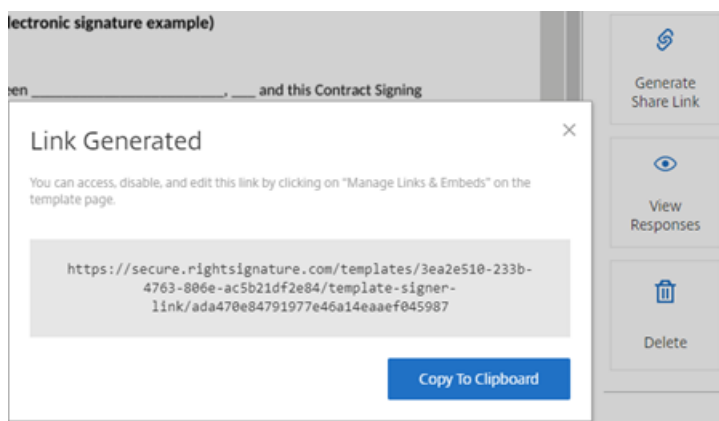 lectronic signature example)
een ____________________________, ___ and this Contract Signing
Link Generated
You can access, disable, and edit this link by clicking on "Manage Links & Embeds" on the
template page.
https://secure.rightsignature.com/templates/3ea2e510-233b-
4763-806e-ac5b21df2e84/template-signer-
link/ada470e84791977e46a14eaaef045987
Copy To Clipboard
Generate
Share Link
View
Responses
Delete